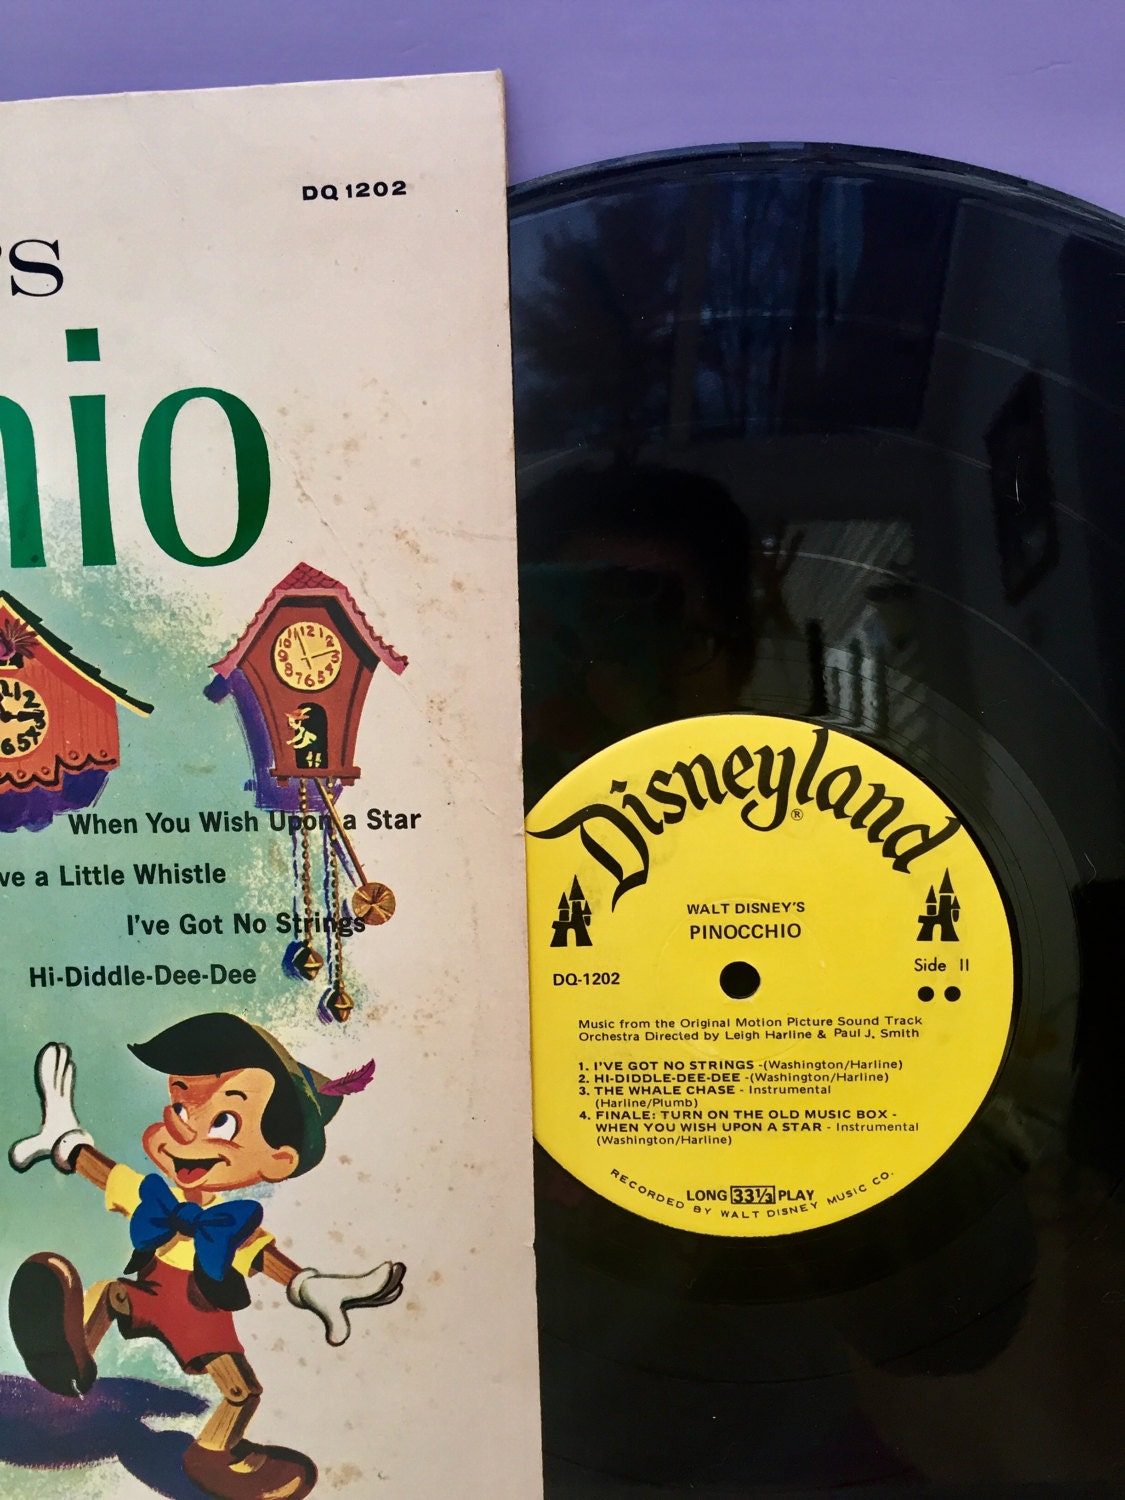 DQ 1202
's
hio
When You Wish Upon a Star
ve a Little Whistle
I've Got No Strings
Hi-Diddle-Dee-Dee
Disneyland®
WALT DISNEY'S
PINOCCHIO
DQ-1202
Side II
Music from the Original Motion Picture Sound Track
Orchestra Directed by Leigh Harline & Paul J. Smith
1. I'VE GOT NO STRINGS -(Washington/Harline)
2. HI-DIDDLE-DEE-DEE -(Washington/Harline)
3. THE WHALE CHASE - Instrumental
(Harline/Plumb)
4. FINALE: TURN ON THE OLD MUSIC BOX -
WHEN YOU WISH UPON A STAR - Instrumental
(Washington/Harline)
LONG 33⅓ PLAY
RECORDED BY WALT DISNEY MUSIC CO.